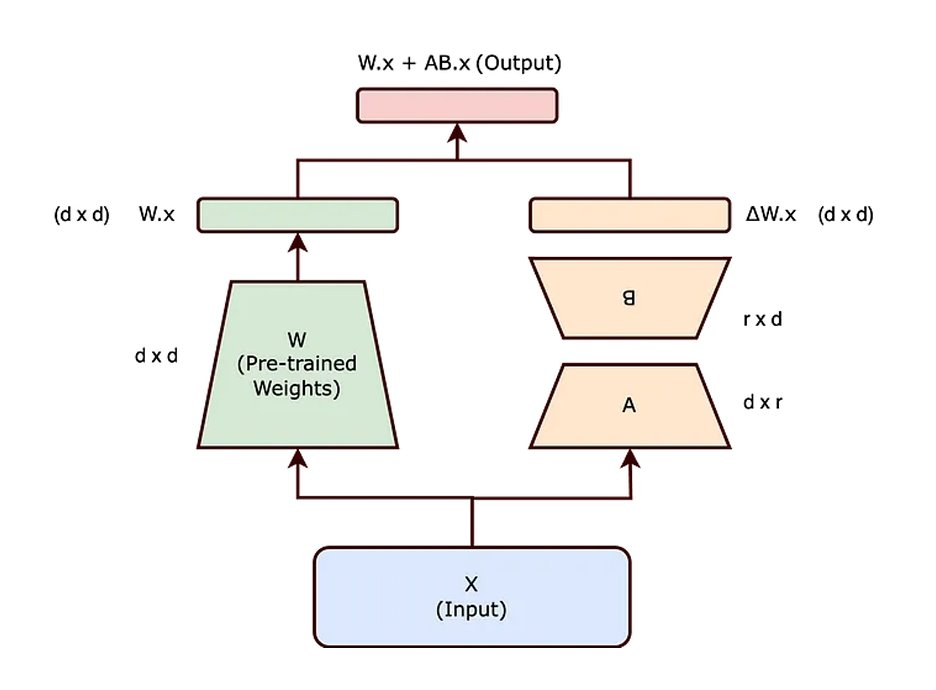 W.x + AB.x (Output)
(d x d) W.x
ΔW.x (d x d)
B
r x d
W
(Pre-trained
Weights)
d x d
A
d x r
X
(Input)